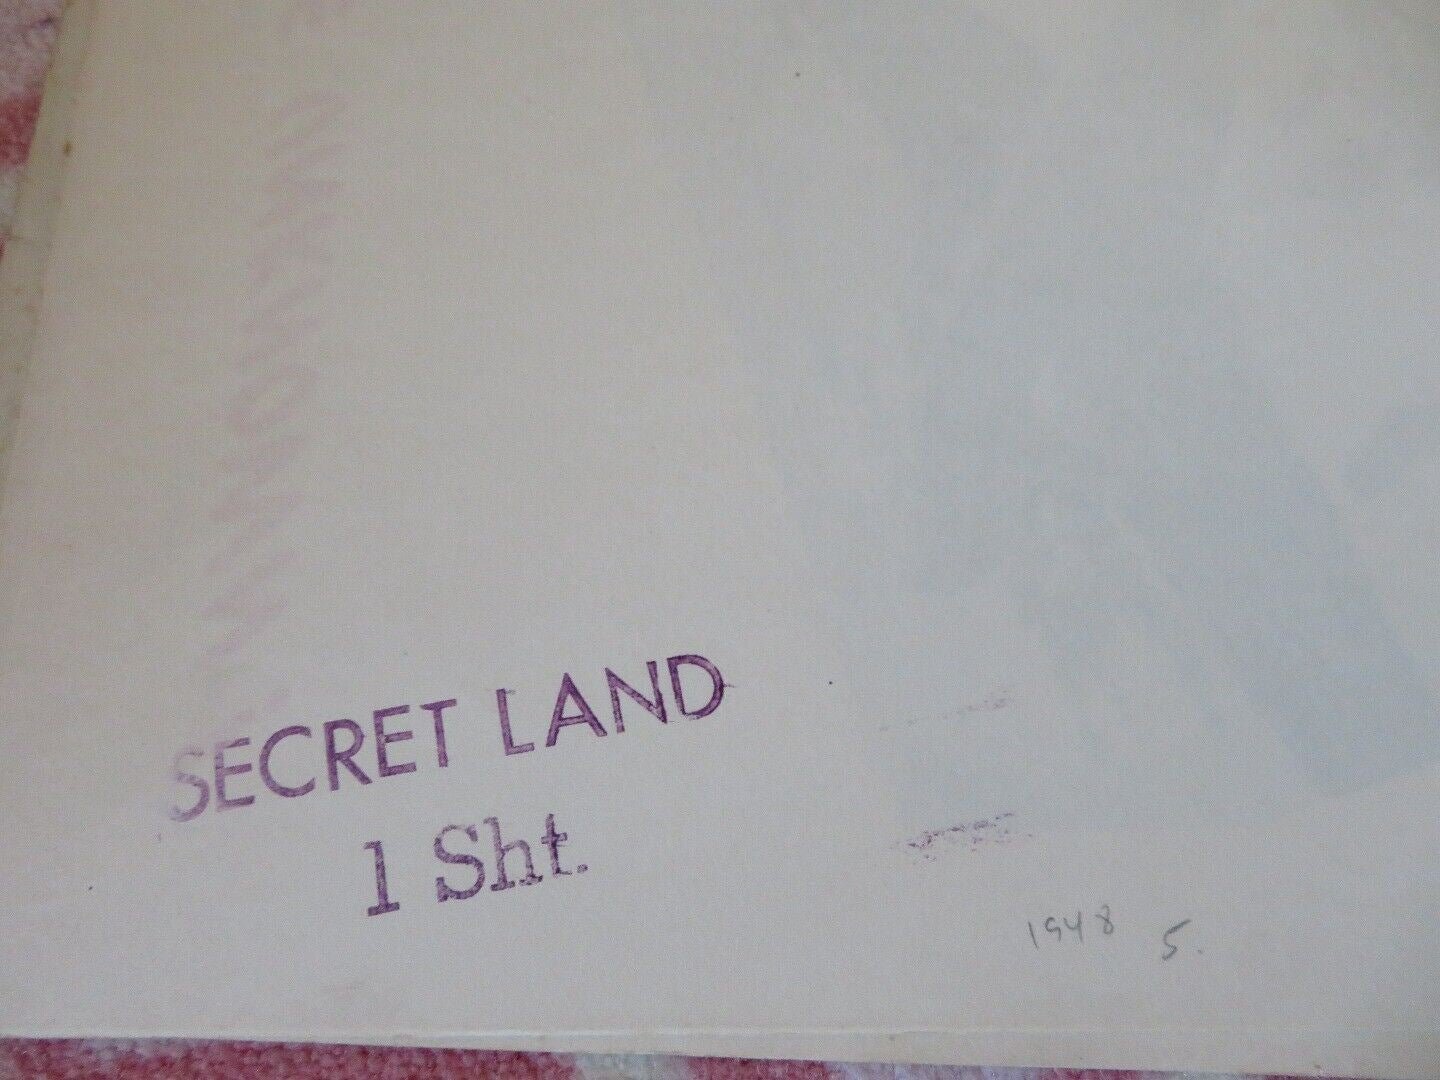 SECRET LAND
1 Sht.
1948 5.